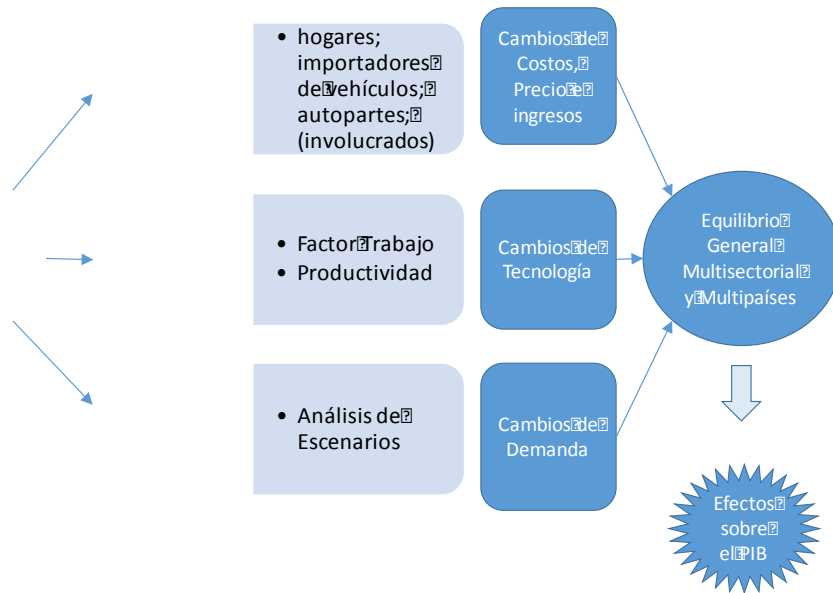 • hogares;
importadores
de vehículos;
autopartes;
(involucrados)
Cambios de
Costos,
Precio e
ingresos
• Factor Trabajo
• Productividad
Cambios de
Tecnología
Equilibrio
General
Multisectorial
y Multipaíses
• Análisis de
Escenarios
Cambios de
Demanda
Efectos
sobre
el PIB